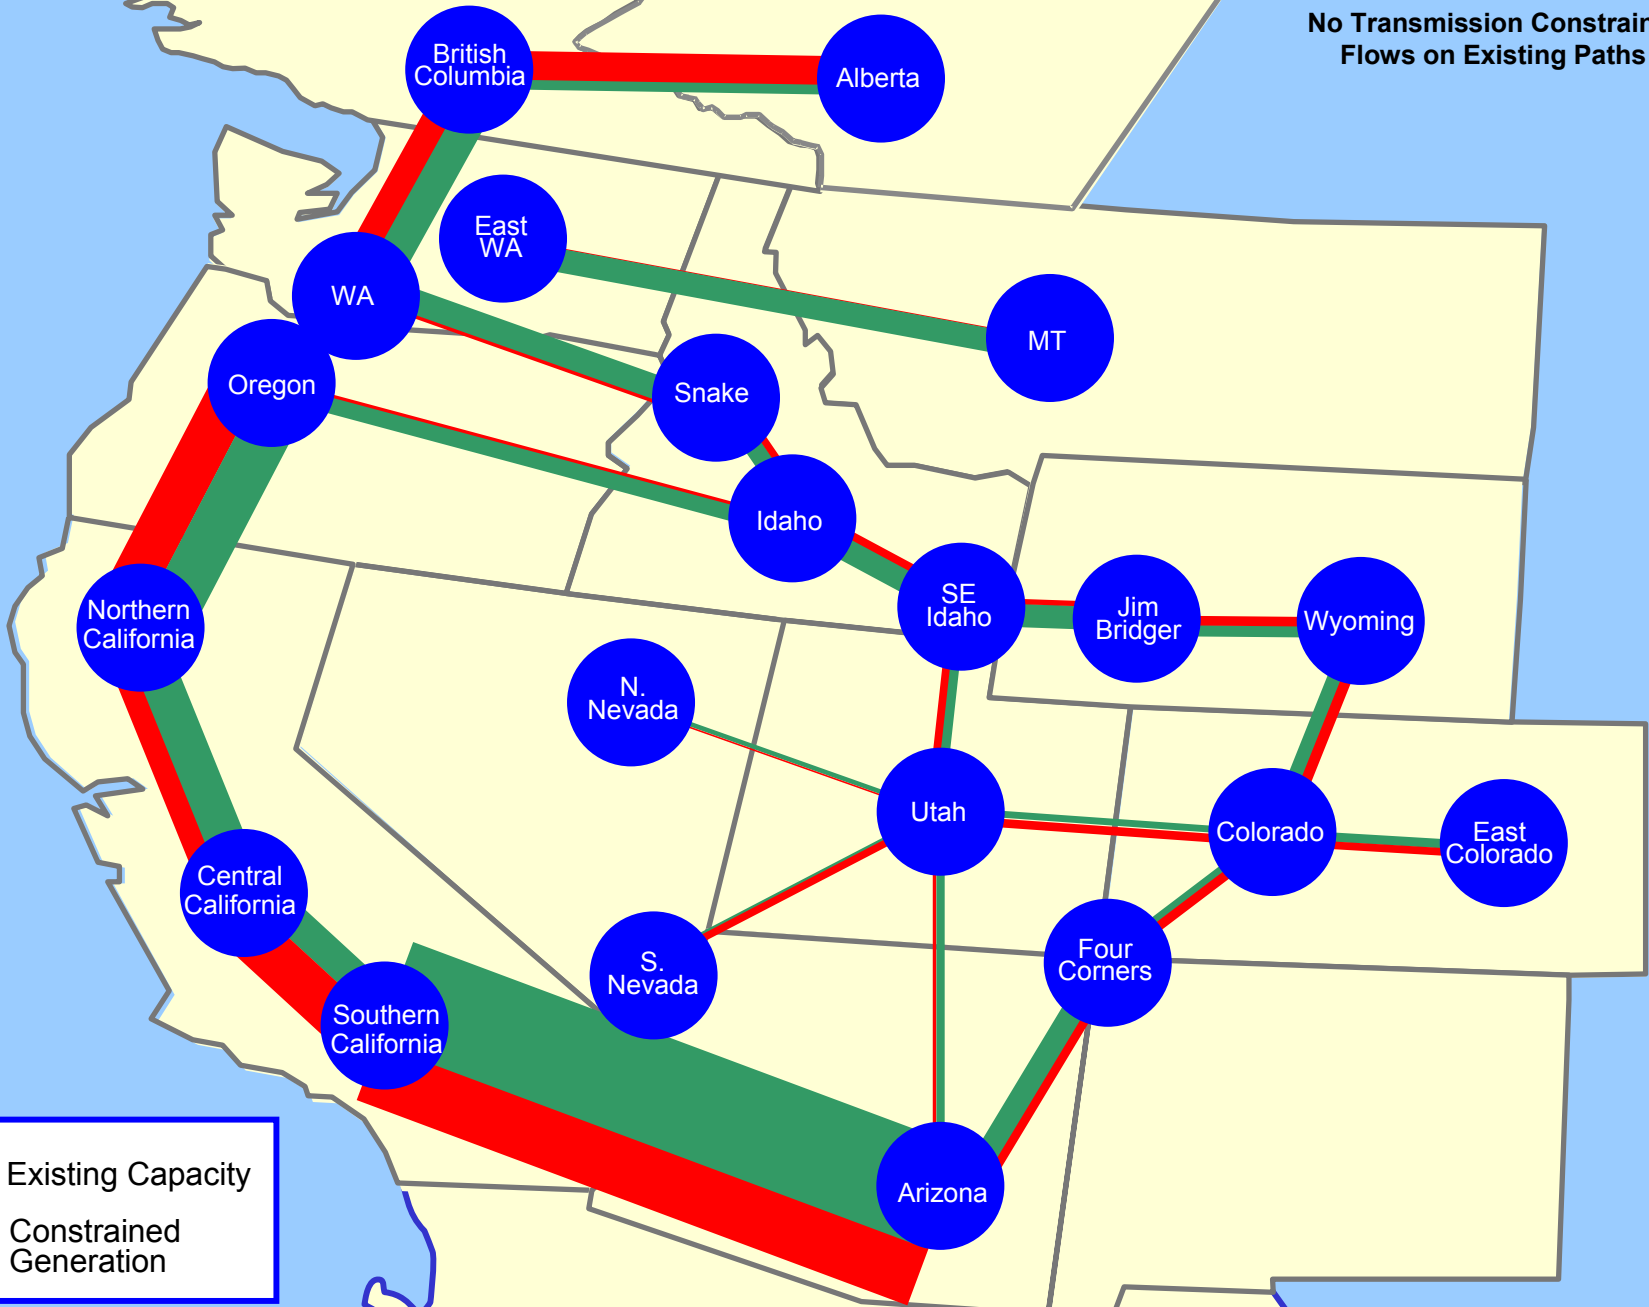 No Transmission Constrain
Flows on Existing Paths
British
Columbia
Alberta
East
WA
WA
MT
Oregon
Snake
Idaho
SE
Idaho
Jim
Bridger
Wyoming
Northern
California
N.
Nevada
Utah
Colorado
East
Colorado
Central
California
S.
Nevada
Four
Corners
Southern
California
Arizona
Existing Capacity
Constrained
Generation